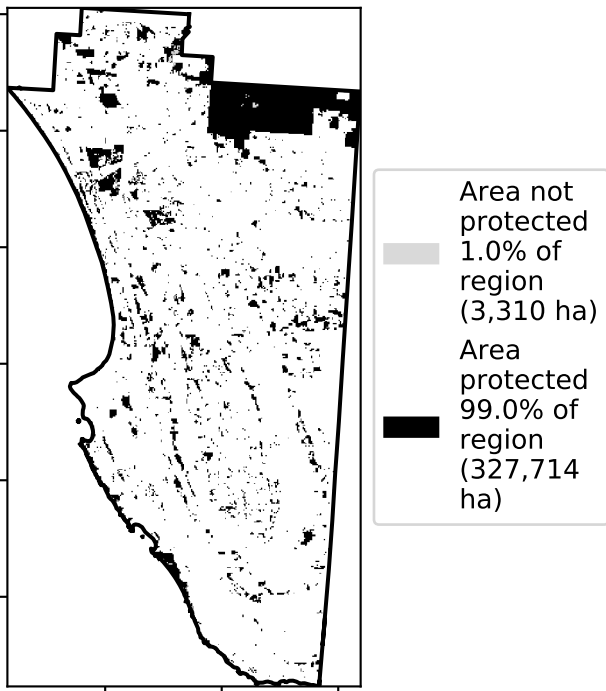 Area not
protected
1.0% of
region
(3,310 ha)
Area
protected
99.0% of
region
(327,714
ha)